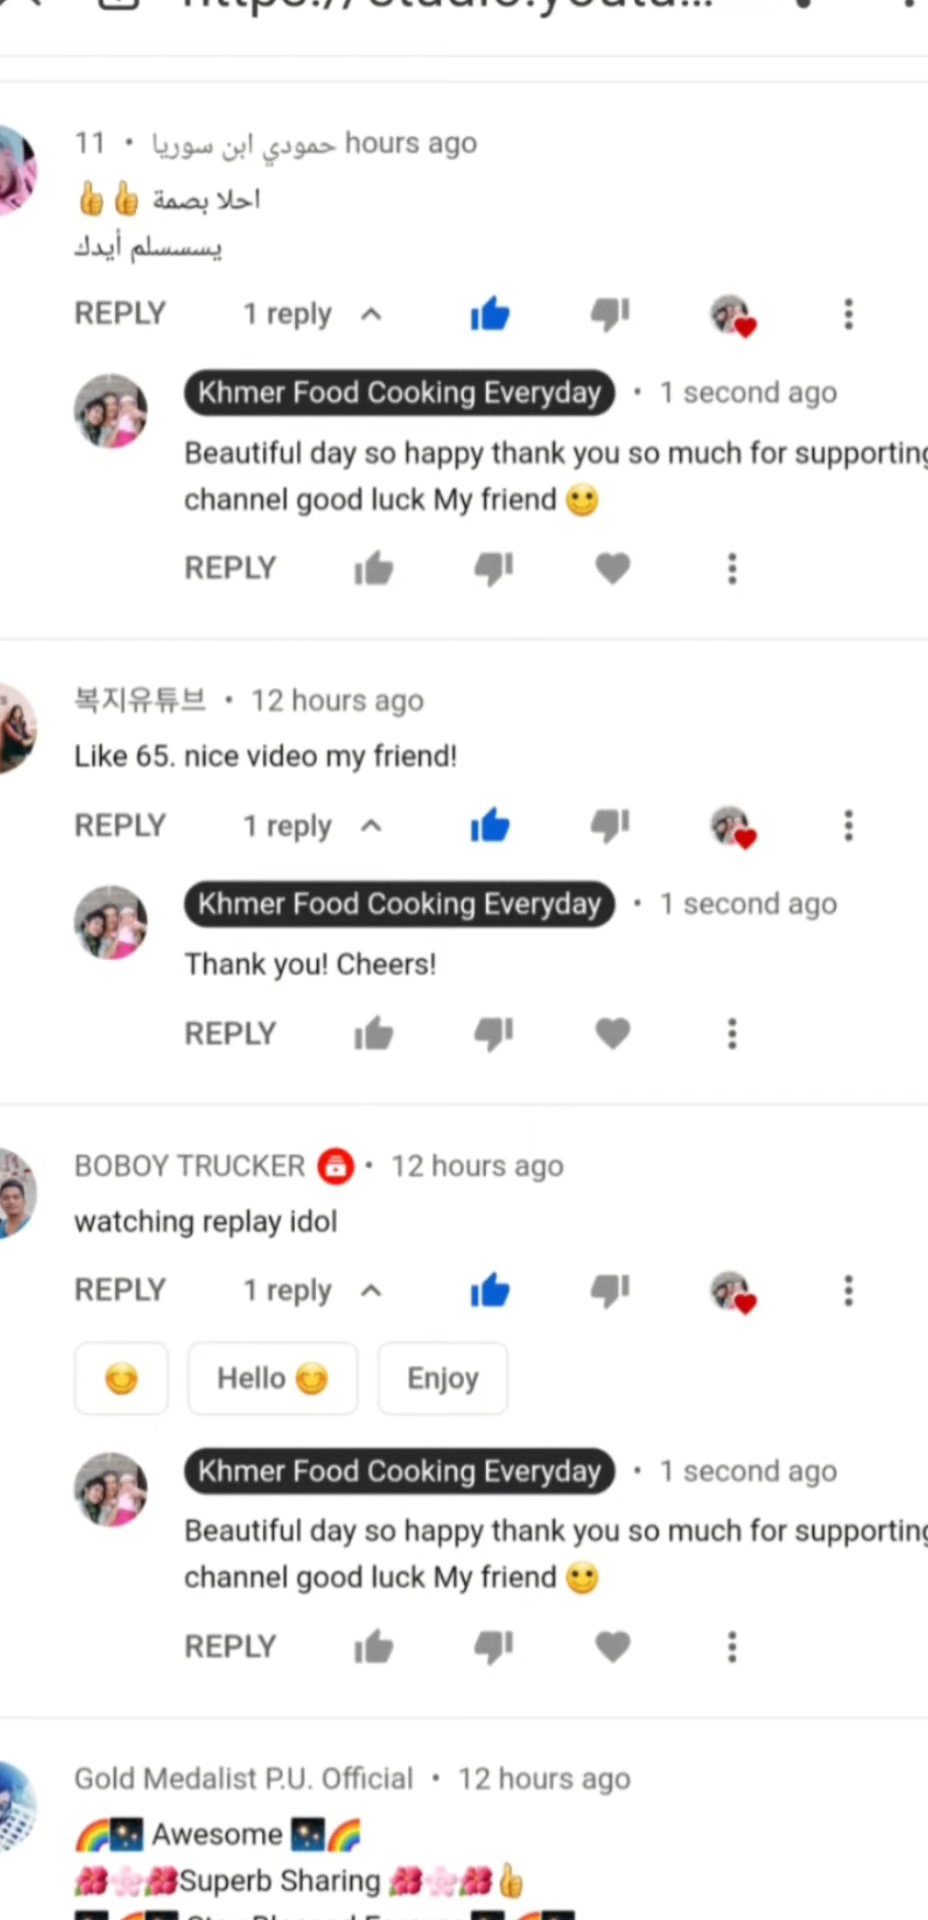 حمودي ابن سوريا • 11 hours ago
👍👍 احلا بصمة
يسسسلم أيدك
REPLY 1 reply
Khmer Food Cooking Everyday • 1 second ago
Beautiful day so happy thank you so much for supporting
channel good luck My friend 🙂
REPLY
복지유튜브 • 12 hours ago
Like 65. nice video my friend!
REPLY 1 reply
Khmer Food Cooking Everyday • 1 second ago
Thank you! Cheers!
REPLY
BOBOY TRUCKER • 12 hours ago
watching replay idol
REPLY 1 reply
😊 Hello 😊 Enjoy
Khmer Food Cooking Everyday • 1 second ago
Beautiful day so happy thank you so much for supporting
channel good luck My friend 🙂
REPLY
Gold Medalist P.U. Official • 12 hours ago
🌈🎇 Awesome 🎇🌈
🌺🌸🌺Superb Sharing 🌺🌸🌺👍